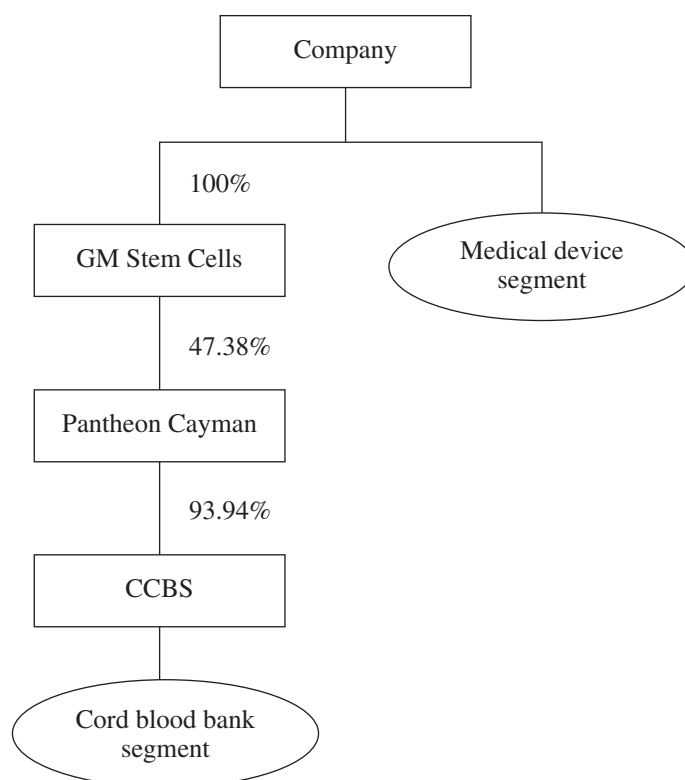 Company
100%
GM Stem Cells
Medical device
segment
47.38%
Pantheon Cayman
93.94%
CCBS
Cord blood bank
segment